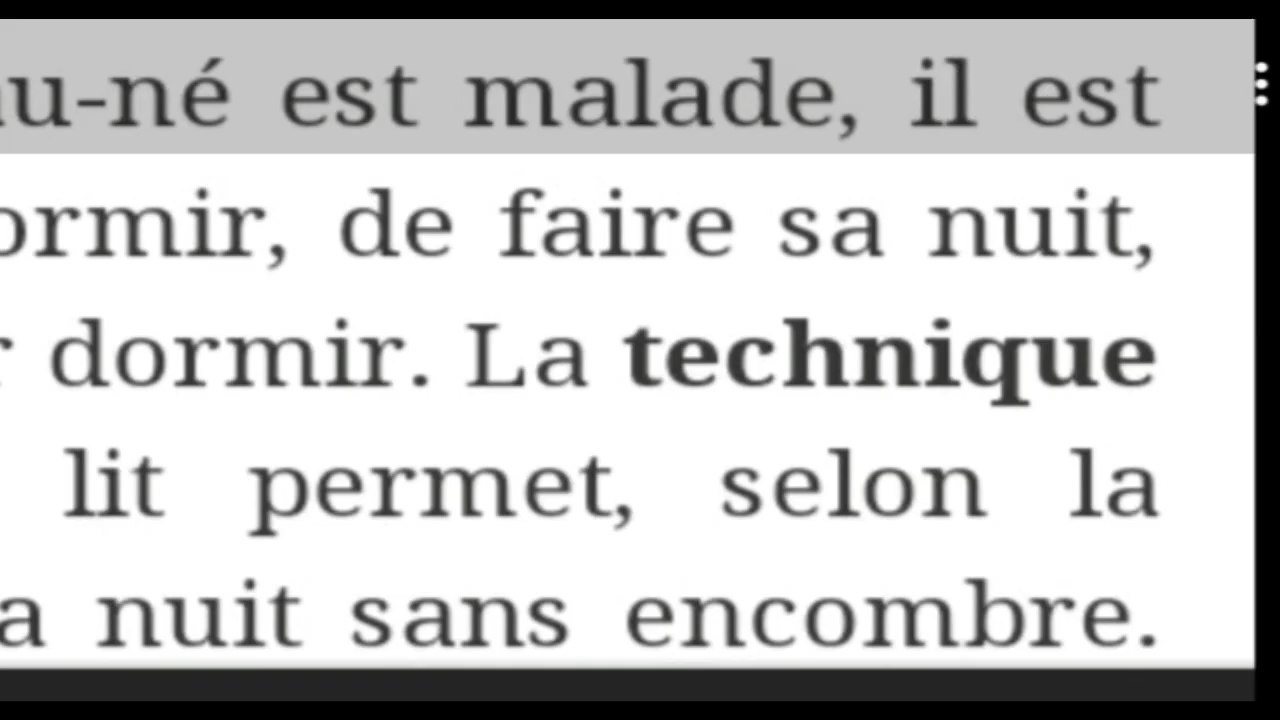 au-né est malade, il est
ormir, de faire sa nuit,
dormir. La technique
lit permet, selon la
a nuit sans encombre.